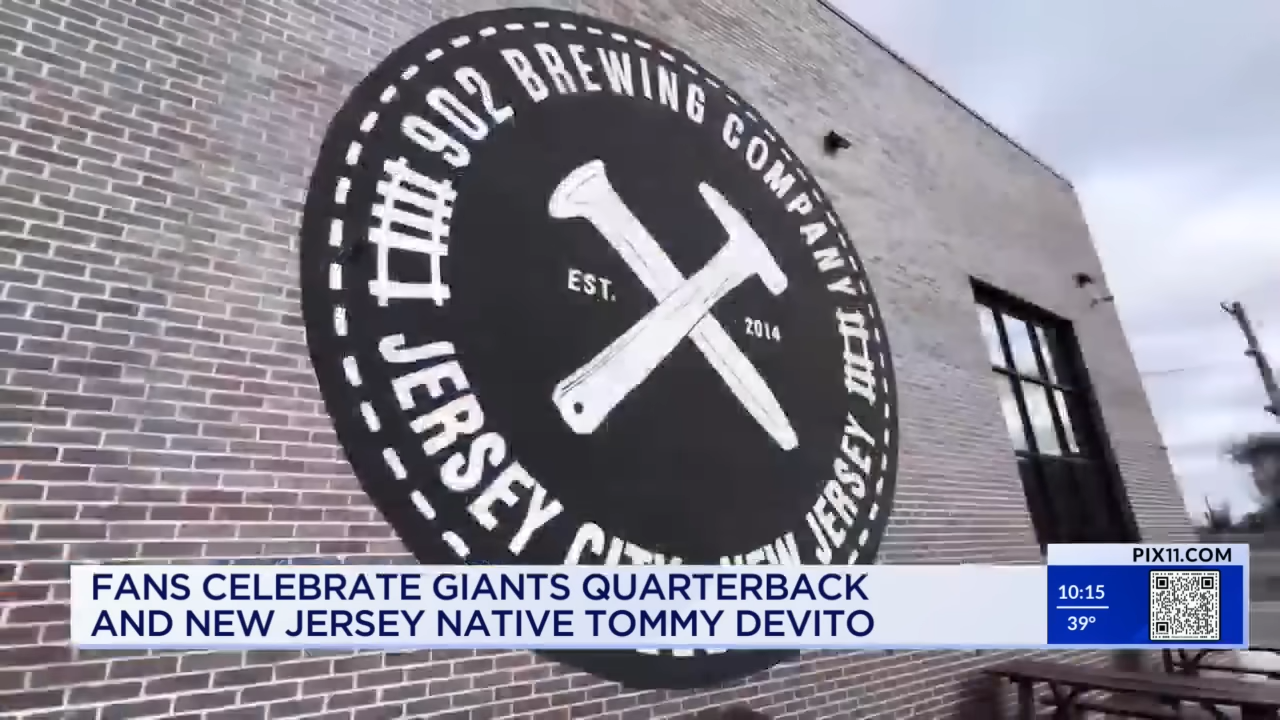 902 BREWING COMPANY
EST.
2014
JERSEY CITY, NEW JERSEY
PIX11.COM
FANS CELEBRATE GIANTS QUARTERBACK
AND NEW JERSEY NATIVE TOMMY DEVITO
10:15
39°